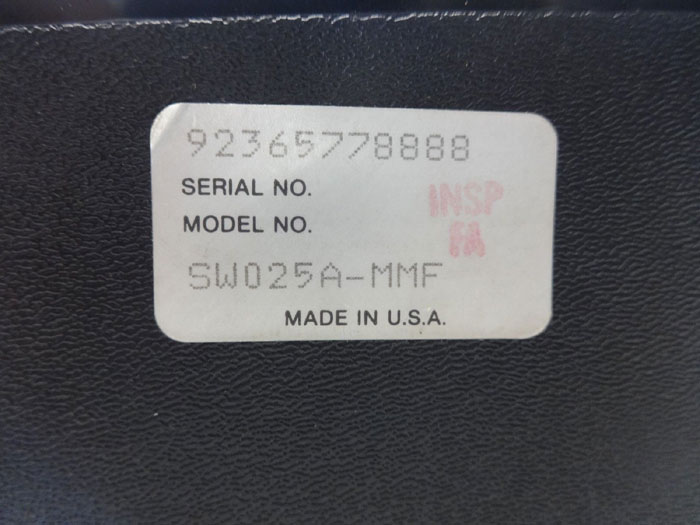 92365778888
SERIAL NO.
MODEL NO.
INSP
FA
SW025A-MMF
MADE IN U.S.A.